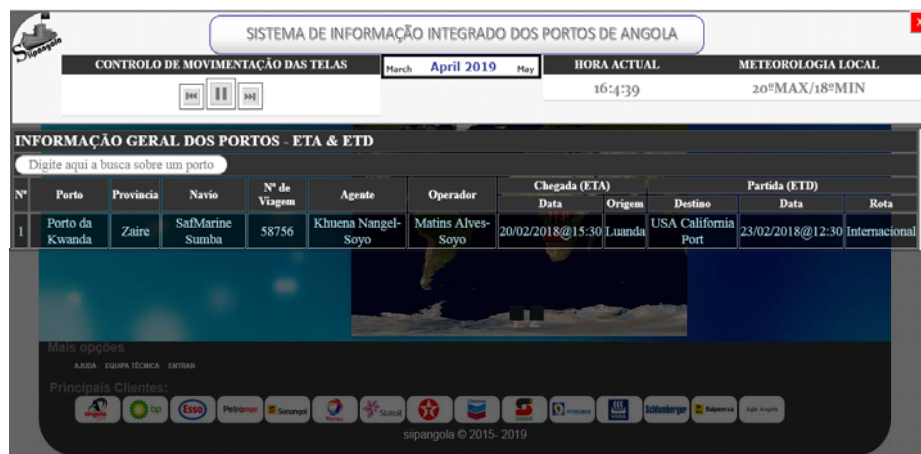 Siipangola
SISTEMA DE INFORMAÇÃO INTEGRADO DOS PORTOS DE ANGOLA
X
CONTROLO DE MOVIMENTAÇÃO DAS TELAS
March April 2019 May
HORA ACTUAL
METEOROLOGIA LOCAL
16:4:39
20ºMAX/18ºMIN
INFORMAÇÃO GERAL DOS PORTOS - ETA & ETD
Digite aqui a busca sobre um porto
Nº Porto Provincia Navio Nº de Viagem Agente Operador Chegada (ETA) Partida (ETD)
Data Origem Destino Data Rota
1 Porto da Kwanda Zaire SafMarine Sumba 58756 Khuena Nangel-Soyo Matins Alves-Soyo 20/02/2018@15:30 Luanda USA California Port 23/02/2018@12:30 Internacional
Mais opções
AJUDA EQUIPA TÉCNICA ENTRAR
Principais Clientes:
angola bp Esso Petromer Sonangol TOTAL Statoil Schlumberger Saipem sa Agip Angola
siipangola © 2015- 2019